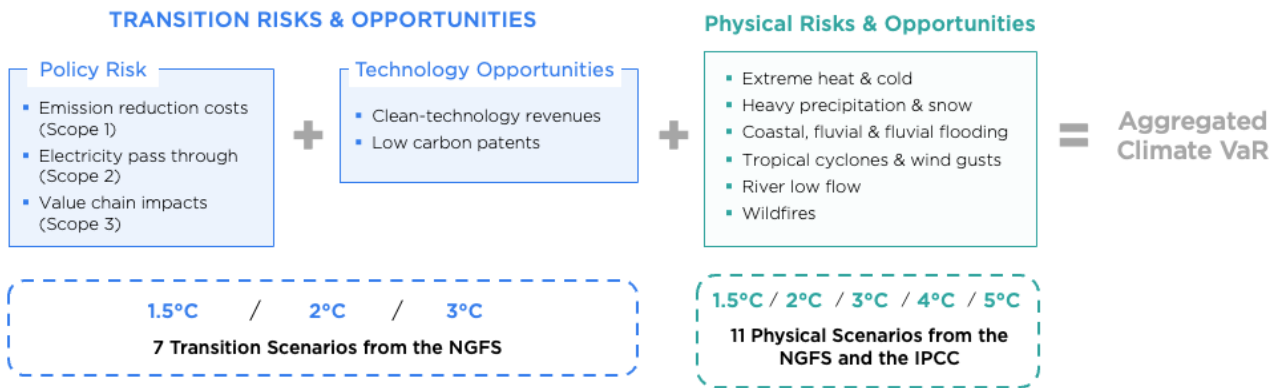 TRANSITION RISKS & OPPORTUNITIES
Policy Risk
▪ Emission reduction costs
(Scope 1)
▪ Electricity pass through
(Scope 2)
▪ Value chain impacts
(Scope 3)
+
Technology Opportunities
▪ Clean-technology revenues
▪ Low carbon patents
+
Physical Risks & Opportunities
▪ Extreme heat & cold
▪ Heavy precipitation & snow
▪ Coastal, fluvial & fluvial flooding
▪ Tropical cyclones & wind gusts
▪ River low flow
▪ Wildfires
=
Aggregated
Climate VaR
1.5°C / 2°C / 3°C
7 Transition Scenarios from the NGFS
1.5°C / 2°C / 3°C / 4°C / 5°C
11 Physical Scenarios from the
NGFS and the IPCC